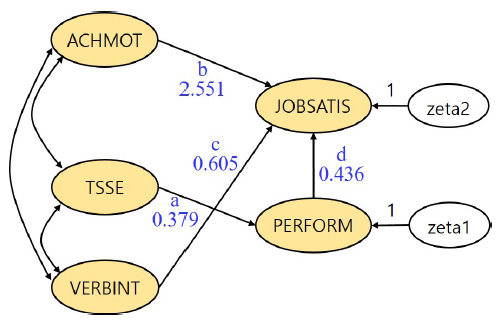 ACHMOT
b
2.551
JOBSATIS
1
zeta2
c
0.605
d
0.436
TSSE
a
0.379
PERFORM
1
zeta1
VERBINT